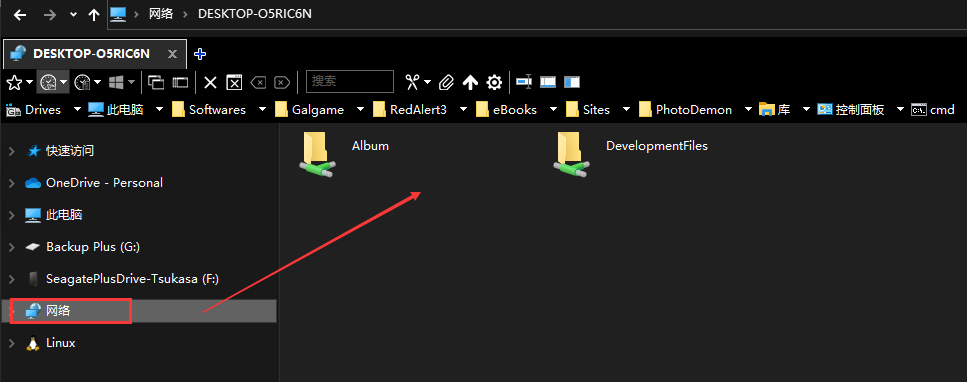 网络 DESKTOP-O5RIC6N
DESKTOP-O5RIC6N
搜索
Drives 此电脑 Softwares Galgame RedAlert3 eBooks Sites PhotoDemon 库 控制面板 cmd
快速访问
OneDrive - Personal
此电脑
Backup Plus (G:)
SeagatePlusDrive-Tsukasa (F:)
网络
Linux
Album DevelopmentFiles